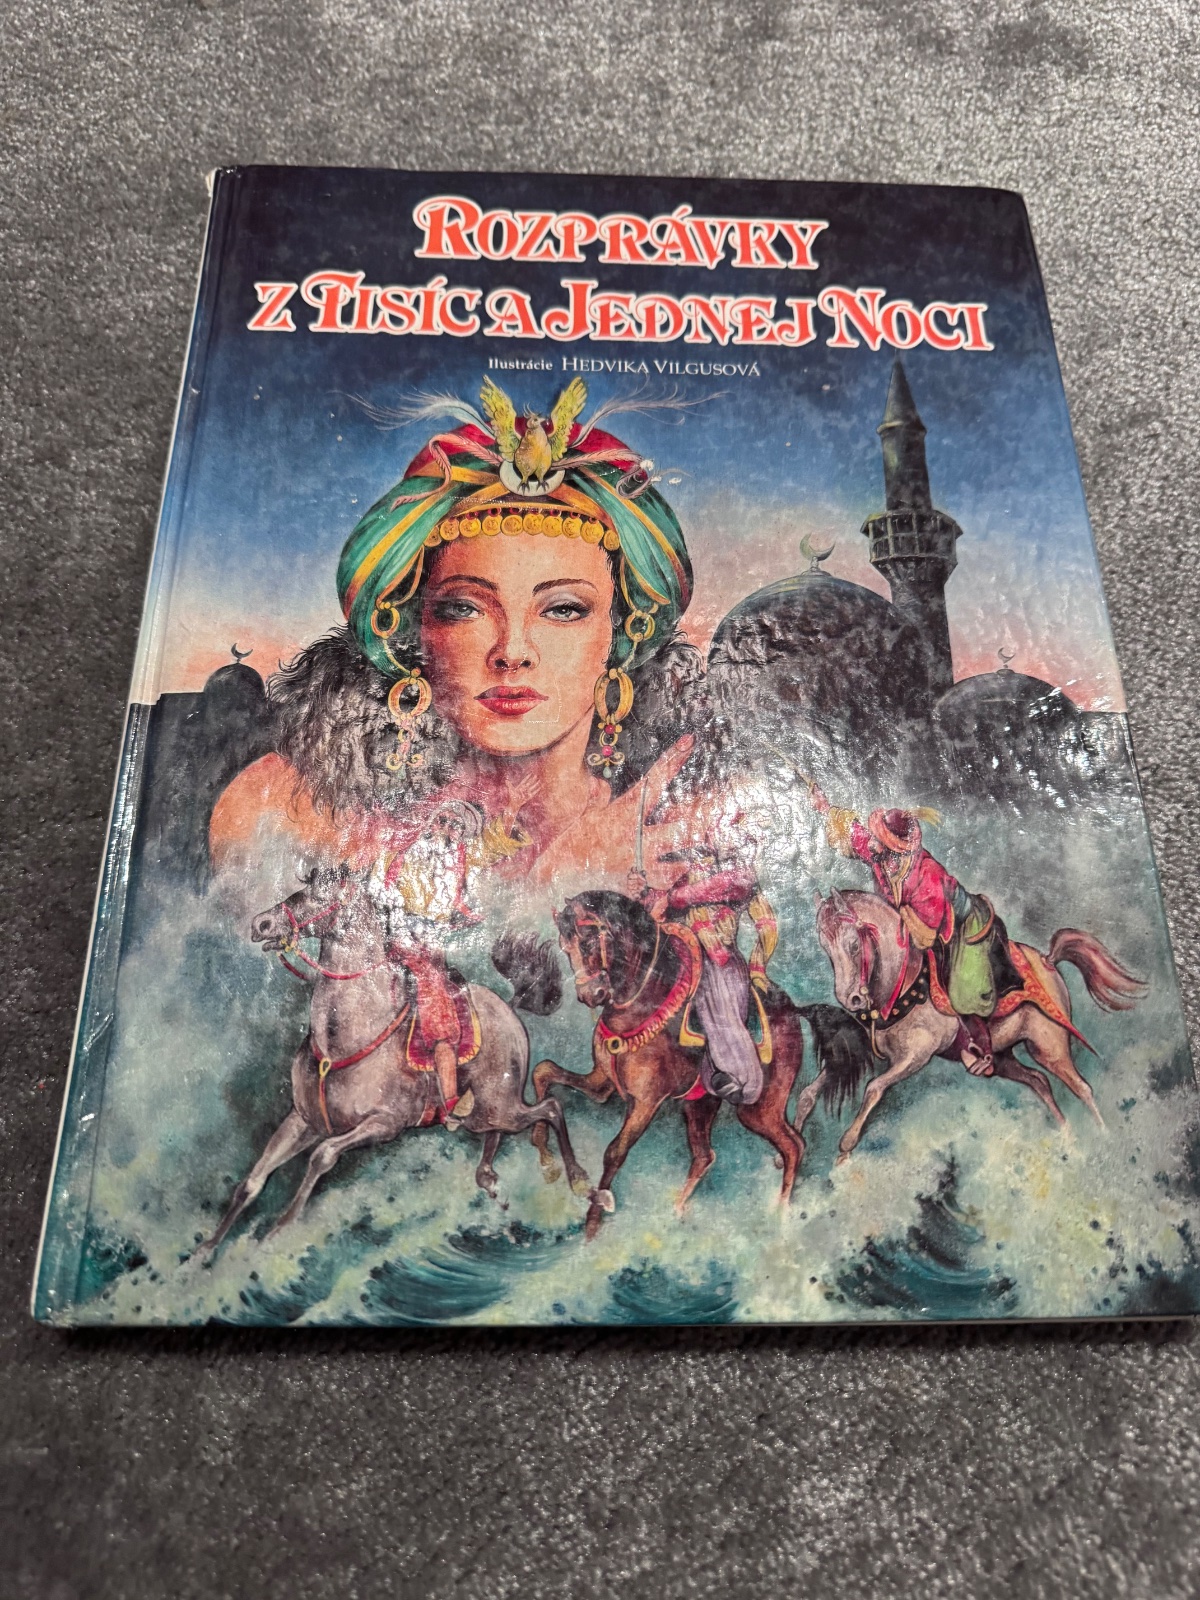 Rozprávky
z Tisíc a Jednej Noci
Ilustrácie Hedvika Vilgusová